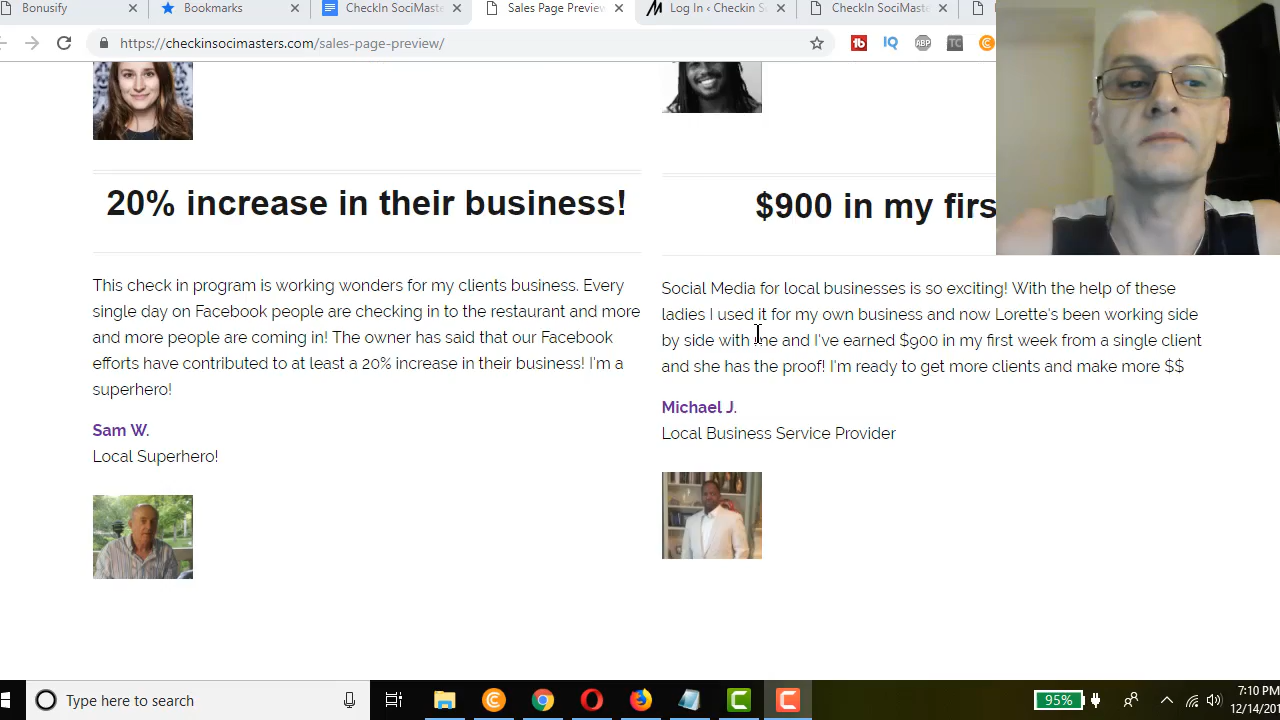 Bonusify
Bookmarks
CheckIn SociMaste
Sales Page Preview
Log In ‹ Checkin S
CheckIn SociMaste
https://checkinsocimasters.com/sales-page-preview/
20% increase in their business!
This check in program is working wonders for my clients business. Every
single day on Facebook people are checking in to the restaurant and more
and more people are coming in! The owner has said that our Facebook
efforts have contributed to at least a 20% increase in their business! I'm a
superhero!
Sam W.
Local Superhero!
$900 in my firs
Social Media for local businesses is so exciting! With the help of these
ladies I used it for my own business and now Lorette's been working side
by side with me and I've earned $900 in my first week from a single client
and she has the proof! I'm ready to get more clients and make more $$
Michael J.
Local Business Service Provider
Type here to search
95%
7:10 PM
12/14/201